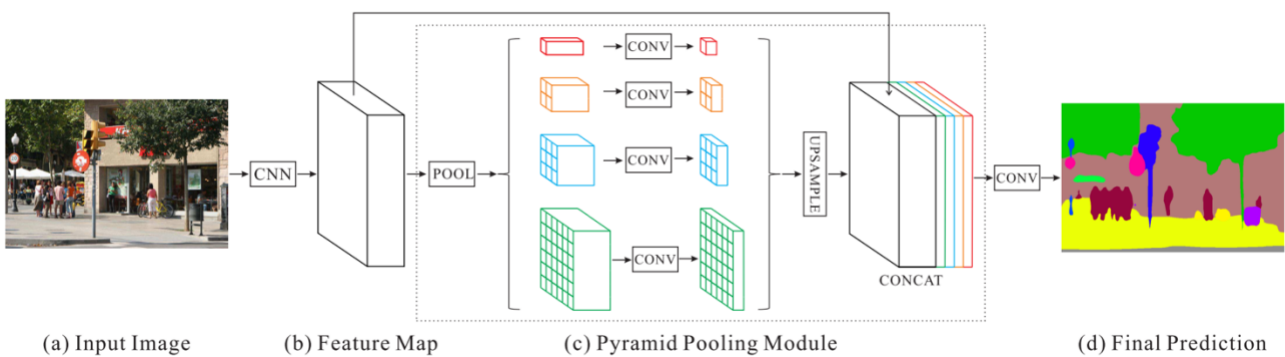 CNN
POOL
CONV
CONV
CONV
CONV
UPSAMPLE
CONCAT
CONV
(a) Input Image
(b) Feature Map
(c) Pyramid Pooling Module
(d) Final Prediction